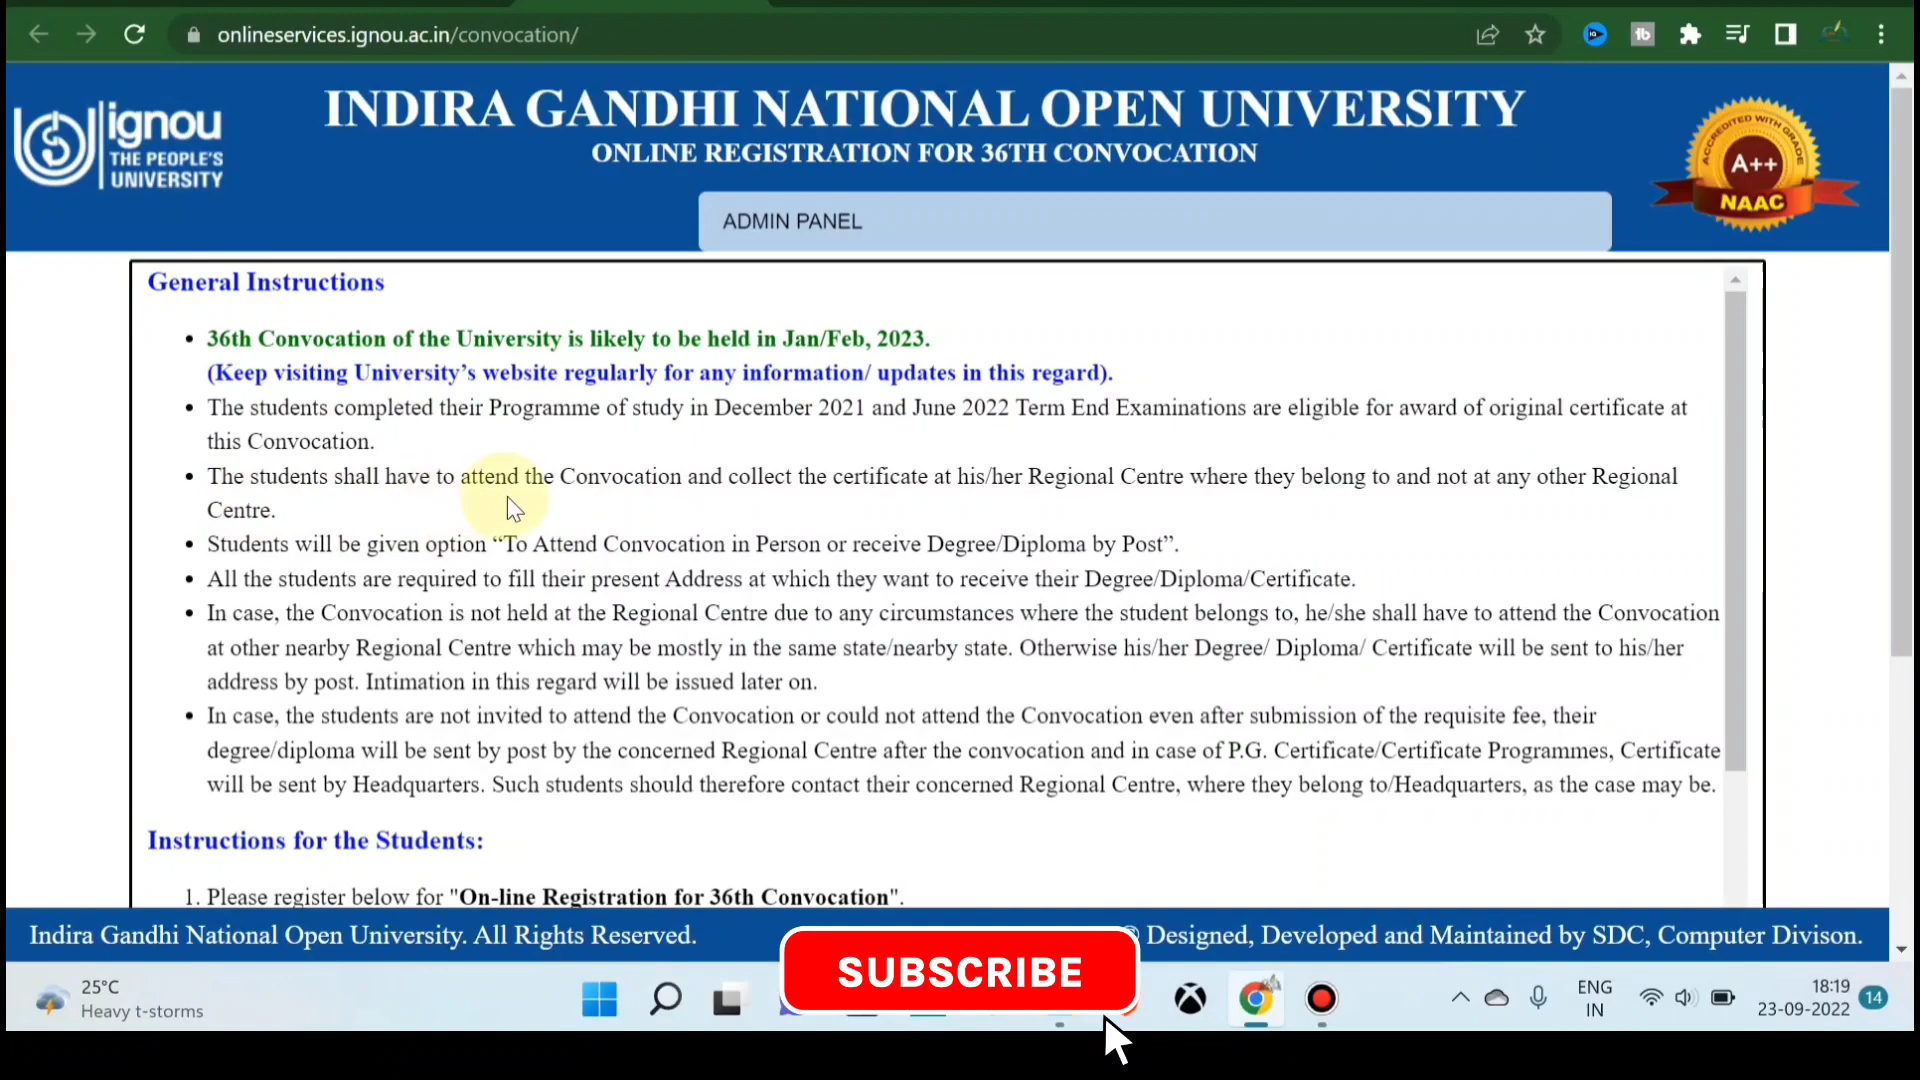 onlineservices.ignou.ac.in/convocation/
tb
ignou
THE PEOPLE'S
UNIVERSITY
INDIRA GANDHI NATIONAL OPEN UNIVERSITY
ONLINE REGISTRATION FOR 36TH CONVOCATION
ADMIN PANEL
ACCREDITED WITH GRADE
A++
NAAC
General Instructions
• 36th Convocation of the University is likely to be held in Jan/Feb, 2023.
(Keep visiting University’s website regularly for any information/ updates in this regard).
• The students completed their Programme of study in December 2021 and June 2022 Term End Examinations are eligible for award of original certificate at
this Convocation.
• The students shall have to attend the Convocation and collect the certificate at his/her Regional Centre where they belong to and not at any other Regional
Centre.
• Students will be given option “To Attend Convocation in Person or receive Degree/Diploma by Post”.
• All the students are required to fill their present Address at which they want to receive their Degree/Diploma/Certificate.
• In case, the Convocation is not held at the Regional Centre due to any circumstances where the student belongs to, he/she shall have to attend the Convocation
at other nearby Regional Centre which may be mostly in the same state/nearby state. Otherwise his/her Degree/ Diploma/ Certificate will be sent to his/her
address by post. Intimation in this regard will be issued later on.
• In case, the students are not invited to attend the Convocation or could not attend the Convocation even after submission of the requisite fee, their
degree/diploma will be sent by post by the concerned Regional Centre after the convocation and in case of P.G. Certificate/Certificate Programmes, Certificate
will be sent by Headquarters. Such students should therefore contact their concerned Regional Centre, where they belong to/Headquarters, as the case may be.
Instructions for the Students:
1. Please register below for "On-line Registration for 36th Convocation".
Indira Gandhi National Open University. All Rights Reserved.
© Designed, Developed and Maintained by SDC, Computer Divison.
SUBSCRIBE
25°C
Heavy t-storms
ENG
IN
18:19
23-09-2022
14